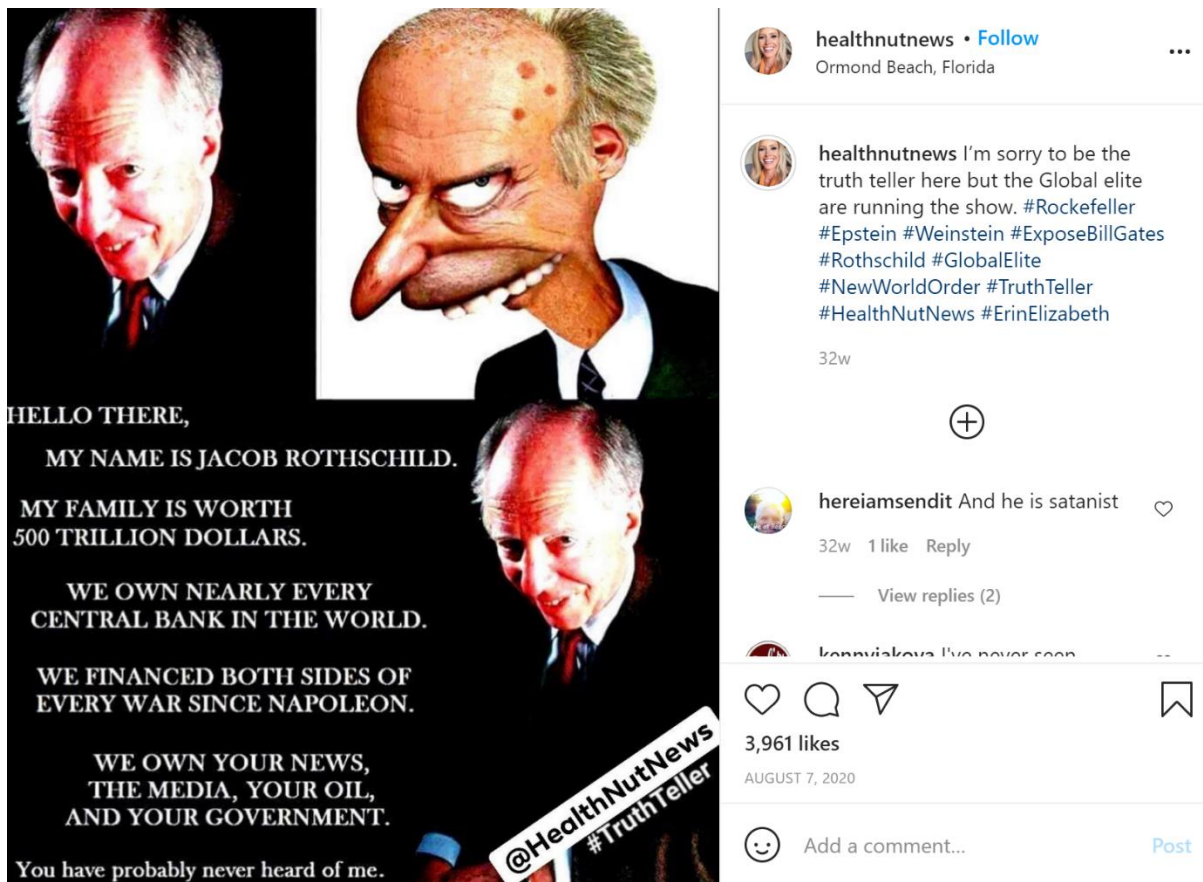 HELLO THERE,
MY NAME IS JACOB ROTHSCHILD.
MY FAMILY IS WORTH
500 TRILLION DOLLARS.
WE OWN NEARLY EVERY
CENTRAL BANK IN THE WORLD.
WE FINANCED BOTH SIDES OF
EVERY WAR SINCE NAPOLEON.
WE OWN YOUR NEWS,
THE MEDIA, YOUR OIL,
AND YOUR GOVERNMENT.
You have probably never heard of me.
@HealthNutNews
#TruthTeller
healthnutnews • Follow
Ormond Beach, Florida
healthnutnews I’m sorry to be the
truth teller here but the Global elite
are running the show. #Rockefeller
#Epstein #Weinstein #ExposeBillGates
#Rothschild #GlobalElite
#NewWorldOrder #TruthTeller
#HealthNutNews #ErinElizabeth
32w
hereiamsendit And he is satanist
32w 1 like Reply
View replies (2)
kennyjakova I've never seen
3,961 likes
AUGUST 7, 2020
Add a comment... Post